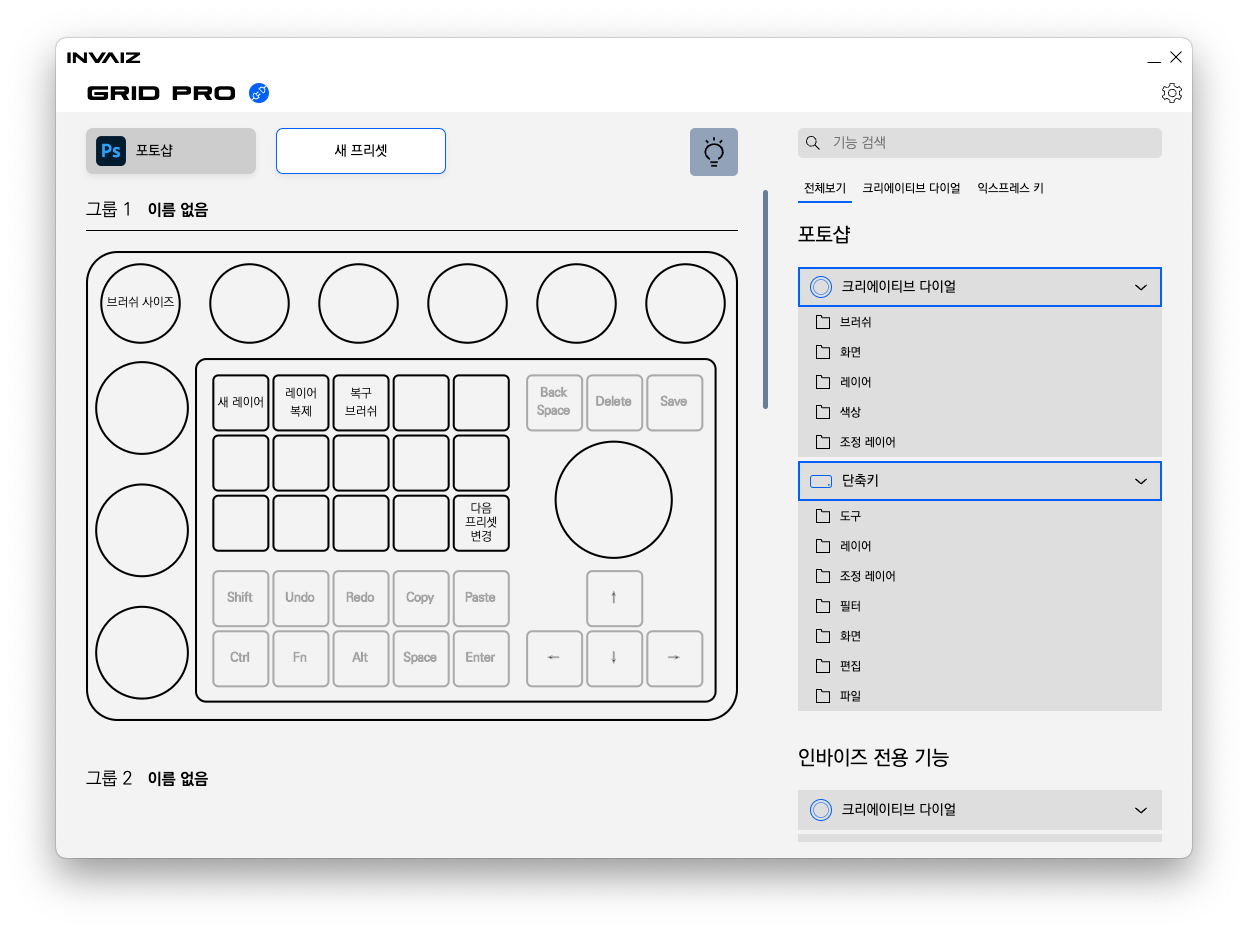 INVAIZ
GRID PRO
Ps 포토샵
새 프리셋
그룹 1 이름 없음
브러쉬 사이즈
새 레이어
레이어
복제
복구
브러쉬
Back
Space
Delete
Save
다음
프리셋
변경
Shift
Undo
Redo
Copy
Paste
↑
Ctrl
Fn
Alt
Space
Enter
←
↓
→
그룹 2 이름 없음
기능 검색
전체보기 크리에이티브 다이얼 익스프레스 키
포토샵
크리에이티브 다이얼
브러쉬
화면
레이어
색상
조정 레이어
단축키
도구
레이어
조정 레이어
필터
화면
편집
파일
인바이즈 전용 기능
크리에이티브 다이얼